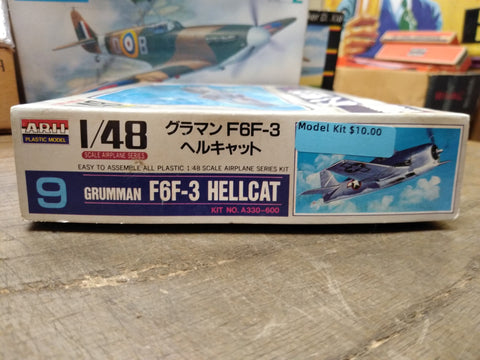 ARII
PLASTIC MODEL
1/48
SCALE AIRPLANE SERIES
グラマン F6F-3
ヘルキャット
EASY TO ASSEMBLE ALL PLASTIC 1:48 SCALE AIRPLANE SERIES KIT
9
GRUMMAN F6F-3 HELLCAT
KIT NO. A330-600
Model Kit $10.00